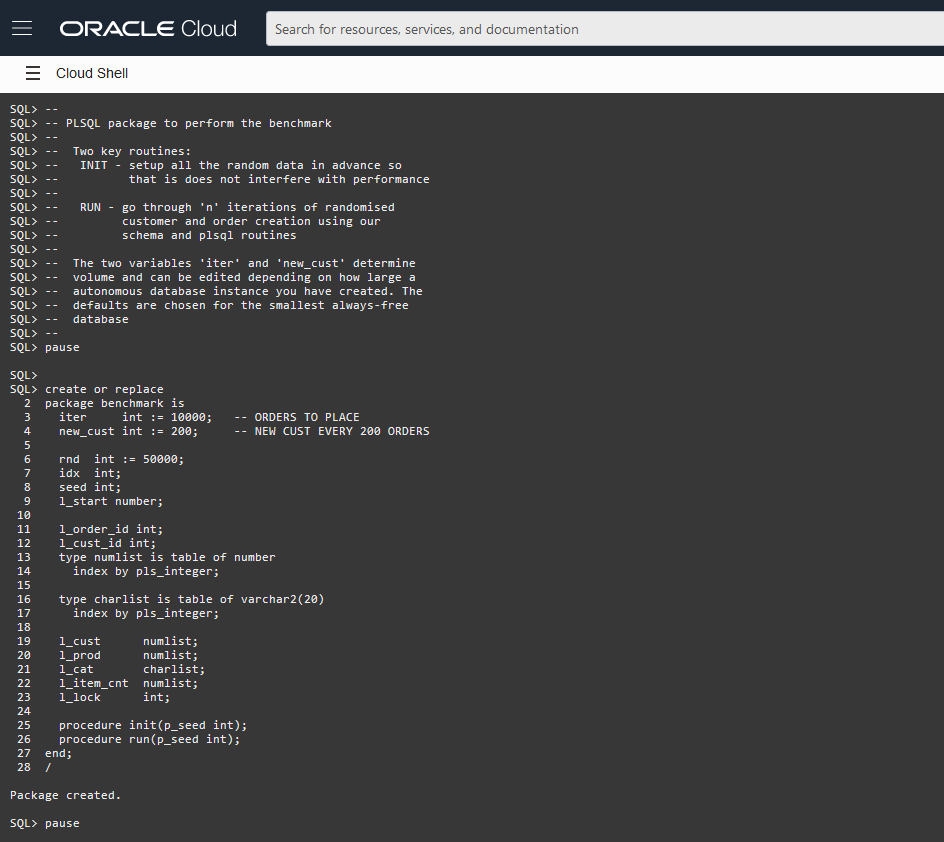 ORACLE Cloud
Search for resources, services, and documentation
Cloud Shell
SQL> --
SQL> -- PLSQL package to perform the benchmark
SQL> --
SQL> --  Two key routines:
SQL> --   INIT - setup all the random data in advance so
SQL> --          that is does not interfere with performance
SQL> --
SQL> --   RUN - go through 'n' iterations of randomised
SQL> --         customer and order creation using our
SQL> --         schema and plsql routines
SQL> --
SQL> --  The two variables 'iter' and 'new_cust' determine
SQL> --  volume and can be edited depending on how large a
SQL> --  autonomous database instance you have created. The
SQL> --  defaults are chosen for the smallest always-free
SQL> --  database
SQL> --
SQL> pause
SQL>
SQL> create or replace
  2  package benchmark is
  3    iter     int := 10000;   -- ORDERS TO PLACE
  4    new_cust int := 200;     -- NEW CUST EVERY 200 ORDERS
  5
  6    rnd  int := 50000;
  7    idx  int;
  8    seed int;
  9    l_start number;
 10
 11    l_order_id int;
 12    l_cust_id int;
 13    type numlist is table of number
 14      index by pls_integer;
 15
 16    type charlist is table of varchar2(20)
 17      index by pls_integer;
 18
 19    l_cust      numlist;
 20    l_prod      numlist;
 21    l_cat       charlist;
 22    l_item_cnt  numlist;
 23    l_lock      int;
 24
 25    procedure init(p_seed int);
 26    procedure run(p_seed int);
 27  end;
 28  /
Package created.
SQL> pause